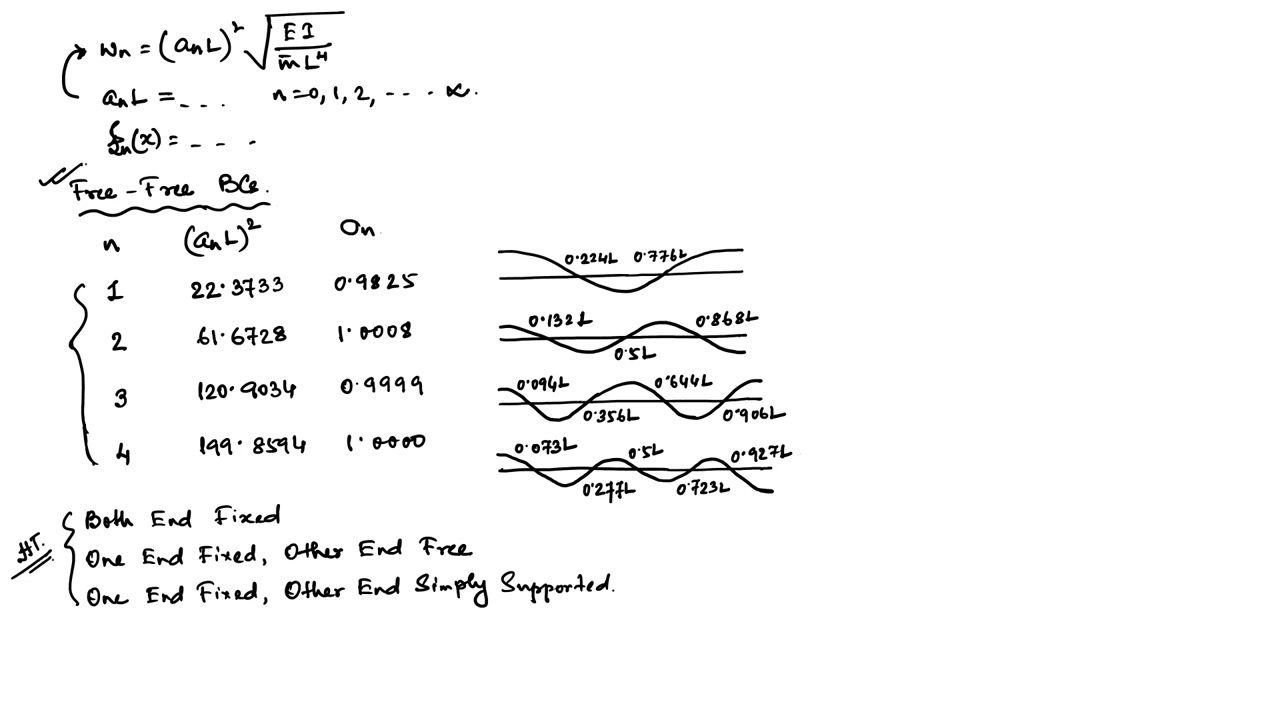 ωn = (anL)² √(EI / m̄L⁴)
anL = _ _ . n=0, 1, 2, - - - . ∝.
Φn(x) = - - -
Free-Free BCs.
n (anL)² σn
1 22.3733 0.9825 0.224L 0.776L
2 61.6728 1.0008 0.132L 0.5L 0.868L
3 120.9034 0.9999 0.094L 0.356L 0.644L 0.906L
4 199.8594 1.0000 0.073L 0.277L 0.5L 0.723L 0.927L
HT.
Both End Fixed
One End Fixed, Other End Free
One End Fixed, Other End Simply Supported.